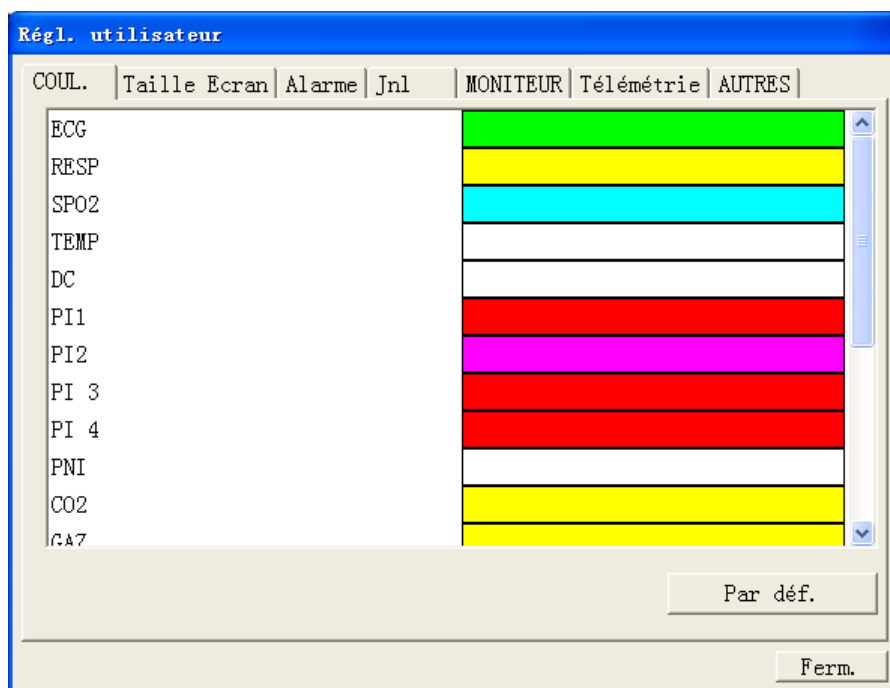 Régl. utilisateur
COUL. Taille Ecran Alarme Jnl MONITEUR Télémétrie AUTRES
ECG
RESP
SPO2
TEMP
DC
PI1
PI2
PI 3
PI 4
PNI
CO2
GAZ
Par déf.
Ferm.